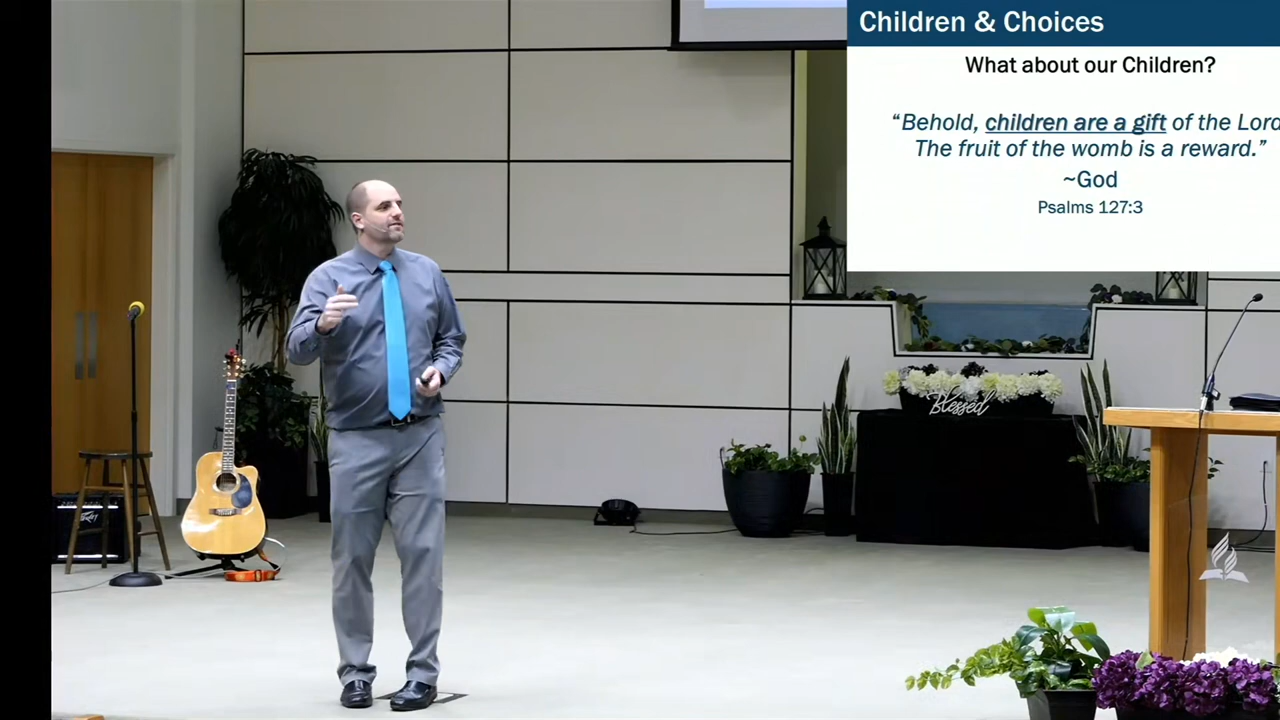 Children & Choices
What about our Children?
“Behold, children are a gift of the Lord
The fruit of the womb is a reward.”
~God
Psalms 127:3
Blessed
PEAVEY